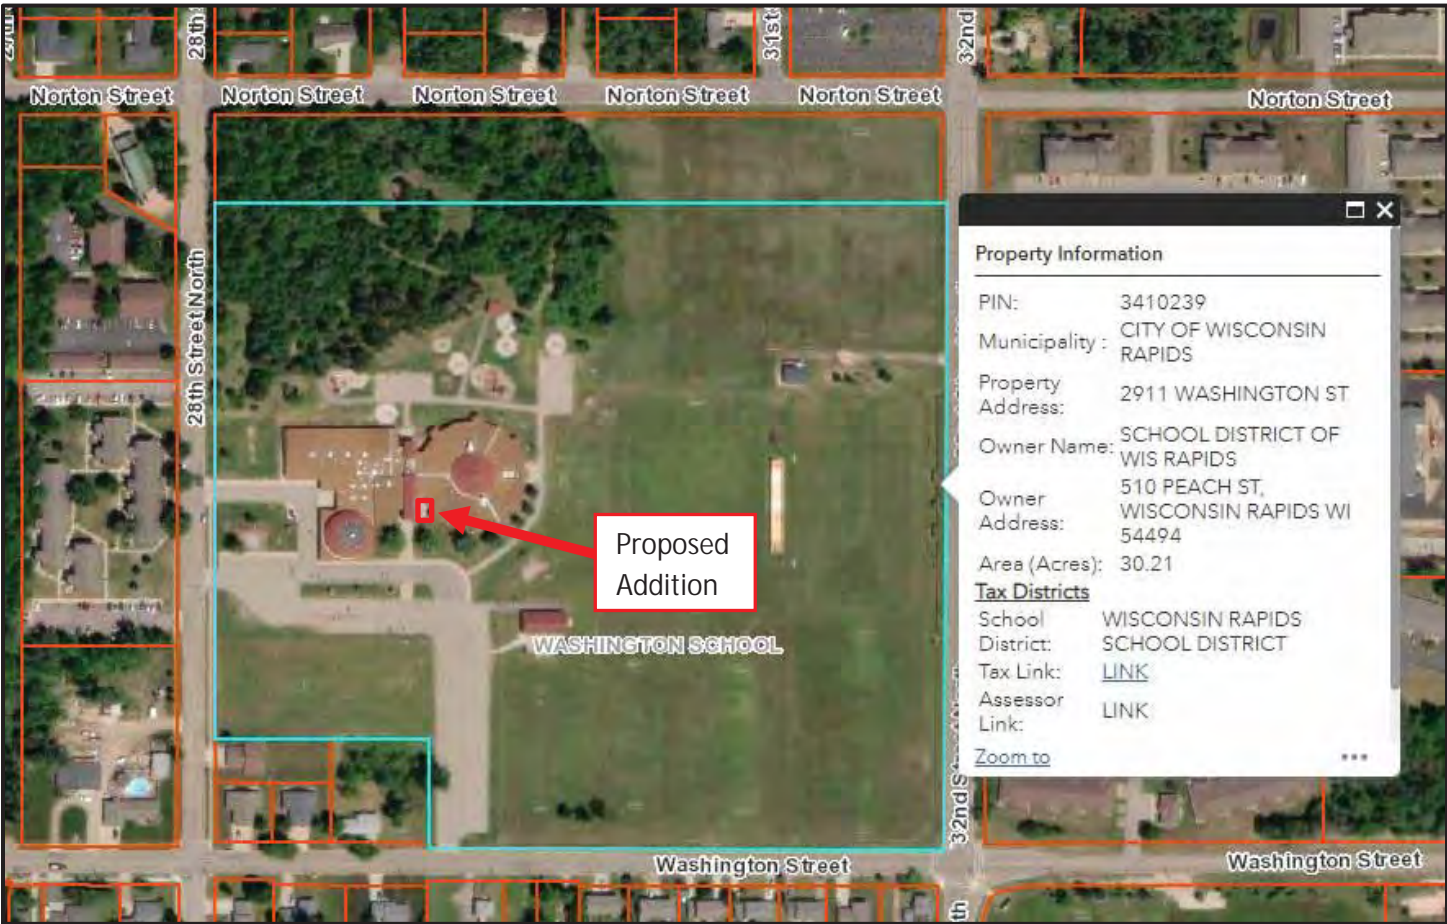 28th
31st
32nd
Norton Street
Norton Street
Norton Street
Norton Street
Norton Street
Norton Street
28th Street North
Property Information
PIN: 3410239
Municipality : CITY OF WISCONSIN
RAPIDS
Property
Address: 2911 WASHINGTON ST
Owner Name: SCHOOL DISTRICT OF
WIS RAPIDS
Owner
Address: 510 PEACH ST,
WISCONSIN RAPIDS WI
54494
Area (Acres): 30.21
Tax Districts
School
District: WISCONSIN RAPIDS
SCHOOL DISTRICT
Tax Link: LINK
Assessor
Link: LINK
Zoom to
Proposed
Addition
WASHINGTON SCHOOL
32nd
Washington Street
Washington Street
th